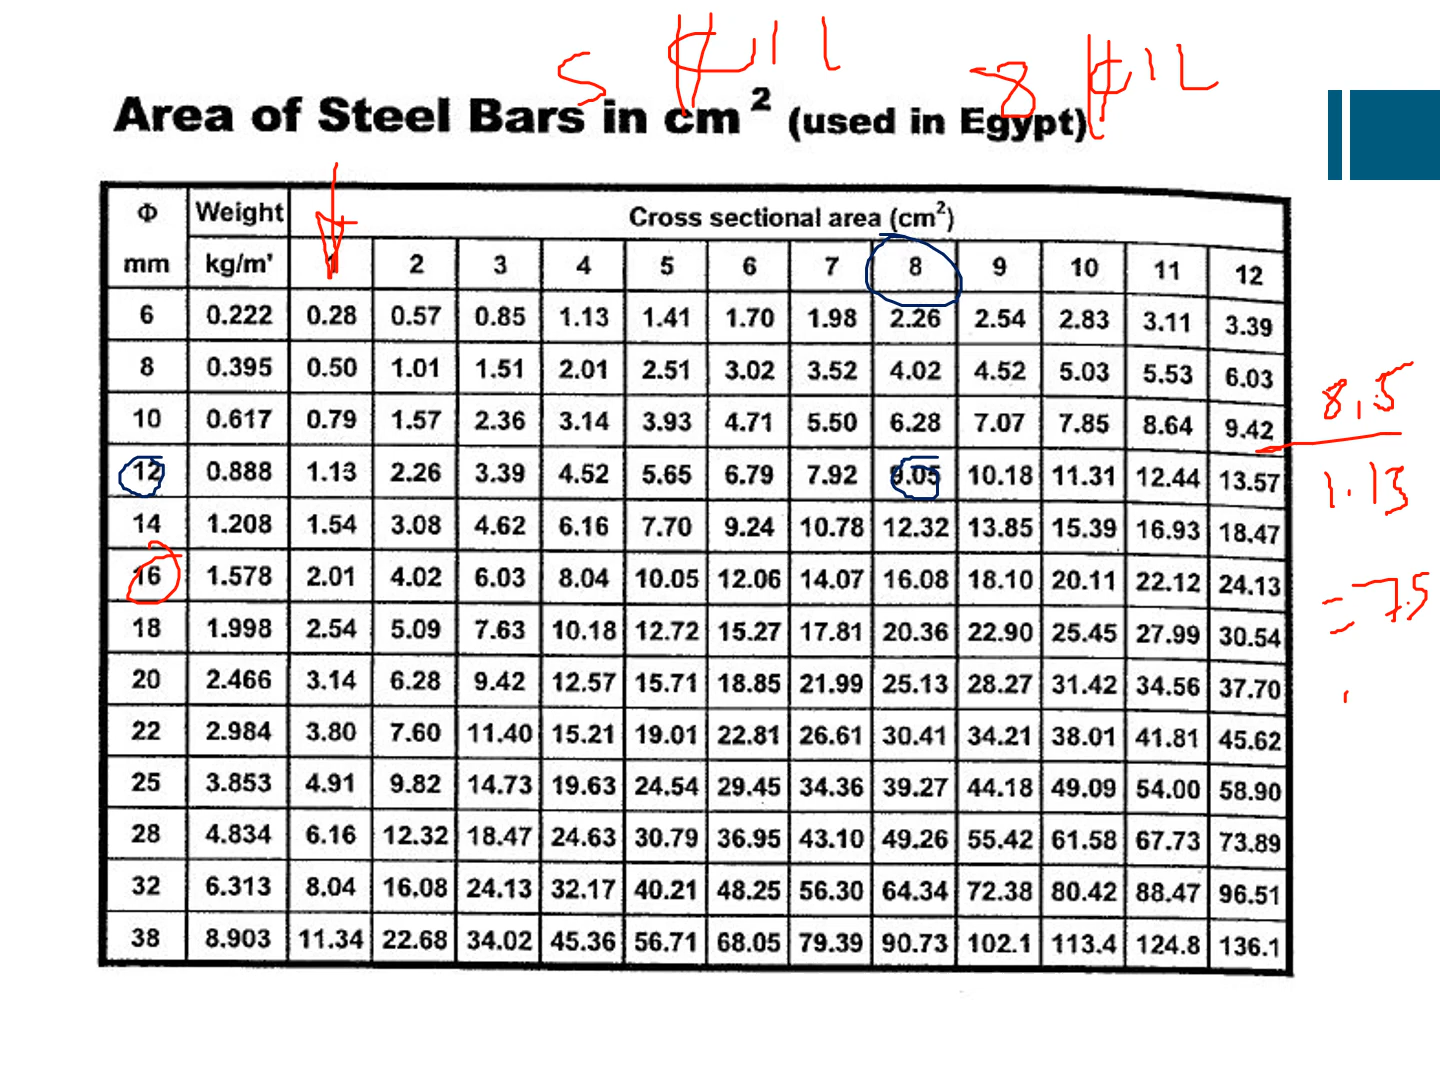 5 ⌀ 12
8 ⌀ 12
Area of Steel Bars in cm² (used in Egypt)
Φ Weight Cross sectional area (cm²)
mm kg/m' 1 2 3 4 5 6 7 8 9 10 11 12
6 0.222 0.28 0.57 0.85 1.13 1.41 1.70 1.98 2.26 2.54 2.83 3.11 3.39
8 0.395 0.50 1.01 1.51 2.01 2.51 3.02 3.52 4.02 4.52 5.03 5.53 6.03
10 0.617 0.79 1.57 2.36 3.14 3.93 4.71 5.50 6.28 7.07 7.85 8.64 9.42
12 0.888 1.13 2.26 3.39 4.52 5.65 6.79 7.92 9.05 10.18 11.31 12.44 13.57
14 1.208 1.54 3.08 4.62 6.16 7.70 9.24 10.78 12.32 13.85 15.39 16.93 18.47
16 1.578 2.01 4.02 6.03 8.04 10.05 12.06 14.07 16.08 18.10 20.11 22.12 24.13
18 1.998 2.54 5.09 7.63 10.18 12.72 15.27 17.81 20.36 22.90 25.45 27.99 30.54
20 2.466 3.14 6.28 9.42 12.57 15.71 18.85 21.99 25.13 28.27 31.42 34.56 37.70
22 2.984 3.80 7.60 11.40 15.21 19.01 22.81 26.61 30.41 34.21 38.01 41.81 45.62
25 3.853 4.91 9.82 14.73 19.63 24.54 29.45 34.36 39.27 44.18 49.09 54.00 58.90
28 4.834 6.16 12.32 18.47 24.63 30.79 36.95 43.10 49.26 55.42 61.58 67.73 73.89
32 6.313 8.04 16.08 24.13 32.17 40.21 48.25 56.30 64.34 72.38 80.42 88.47 96.51
38 8.903 11.34 22.68 34.02 45.36 56.71 68.05 79.39 90.73 102.1 113.4 124.8 136.1
8.5
1.13
= 7.5